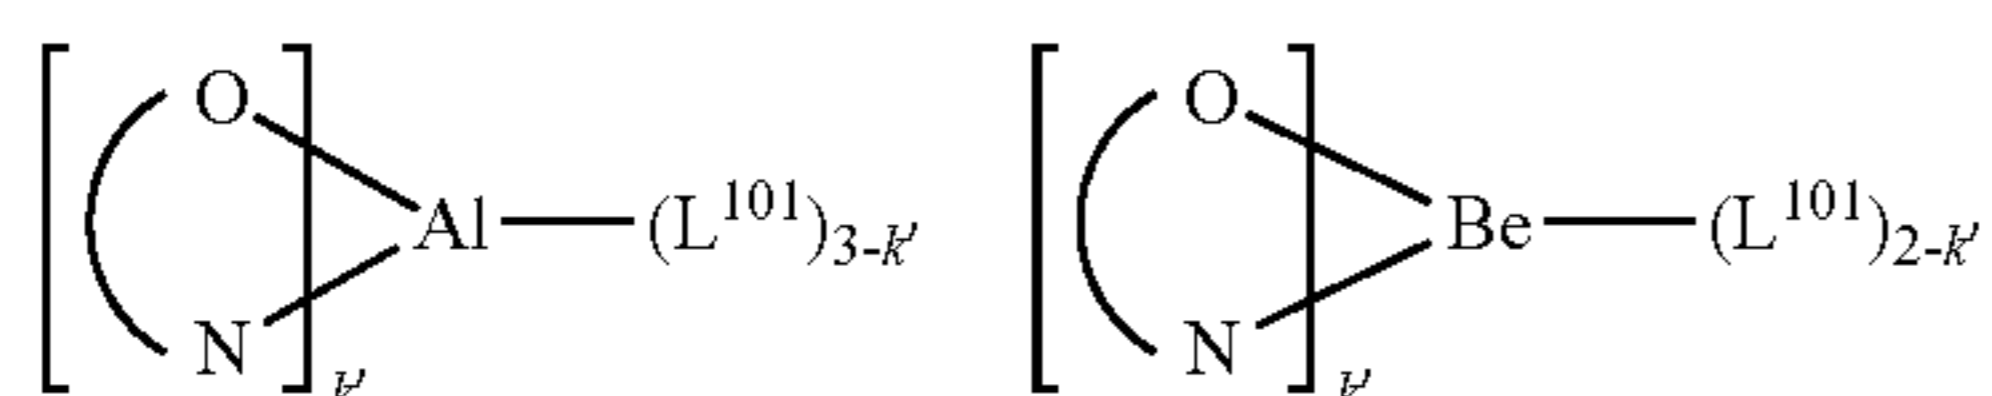 [O N]k' Al—(L¹⁰¹)₃₋ₖ' [O N]k' Be—(L¹⁰¹)₂₋ₖ'